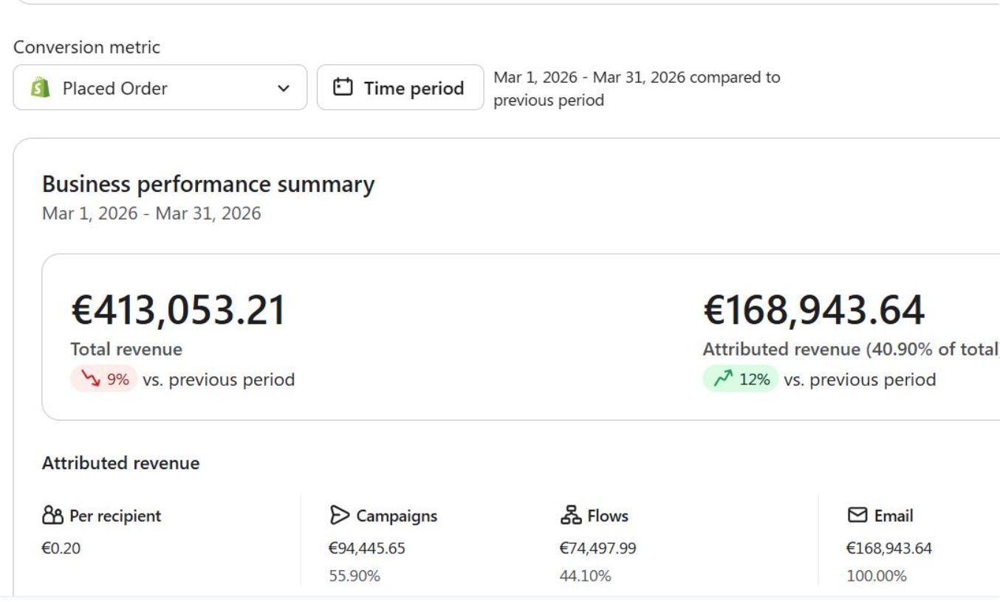 Conversion metric
Placed Order
Time period
Mar 1, 2026 - Mar 31, 2026 compared to
previous period
Business performance summary
Mar 1, 2026 - Mar 31, 2026
€413,053.21
€168,943.64
Total revenue
Attributed revenue (40.90% of total
9% vs. previous period
12% vs. previous period
Attributed revenue
Per recipient
Campaigns
Flows
Email
€0.20
€94,445.65
€74,497.99
€168,943.64
55.90%
44.10%
100.00%